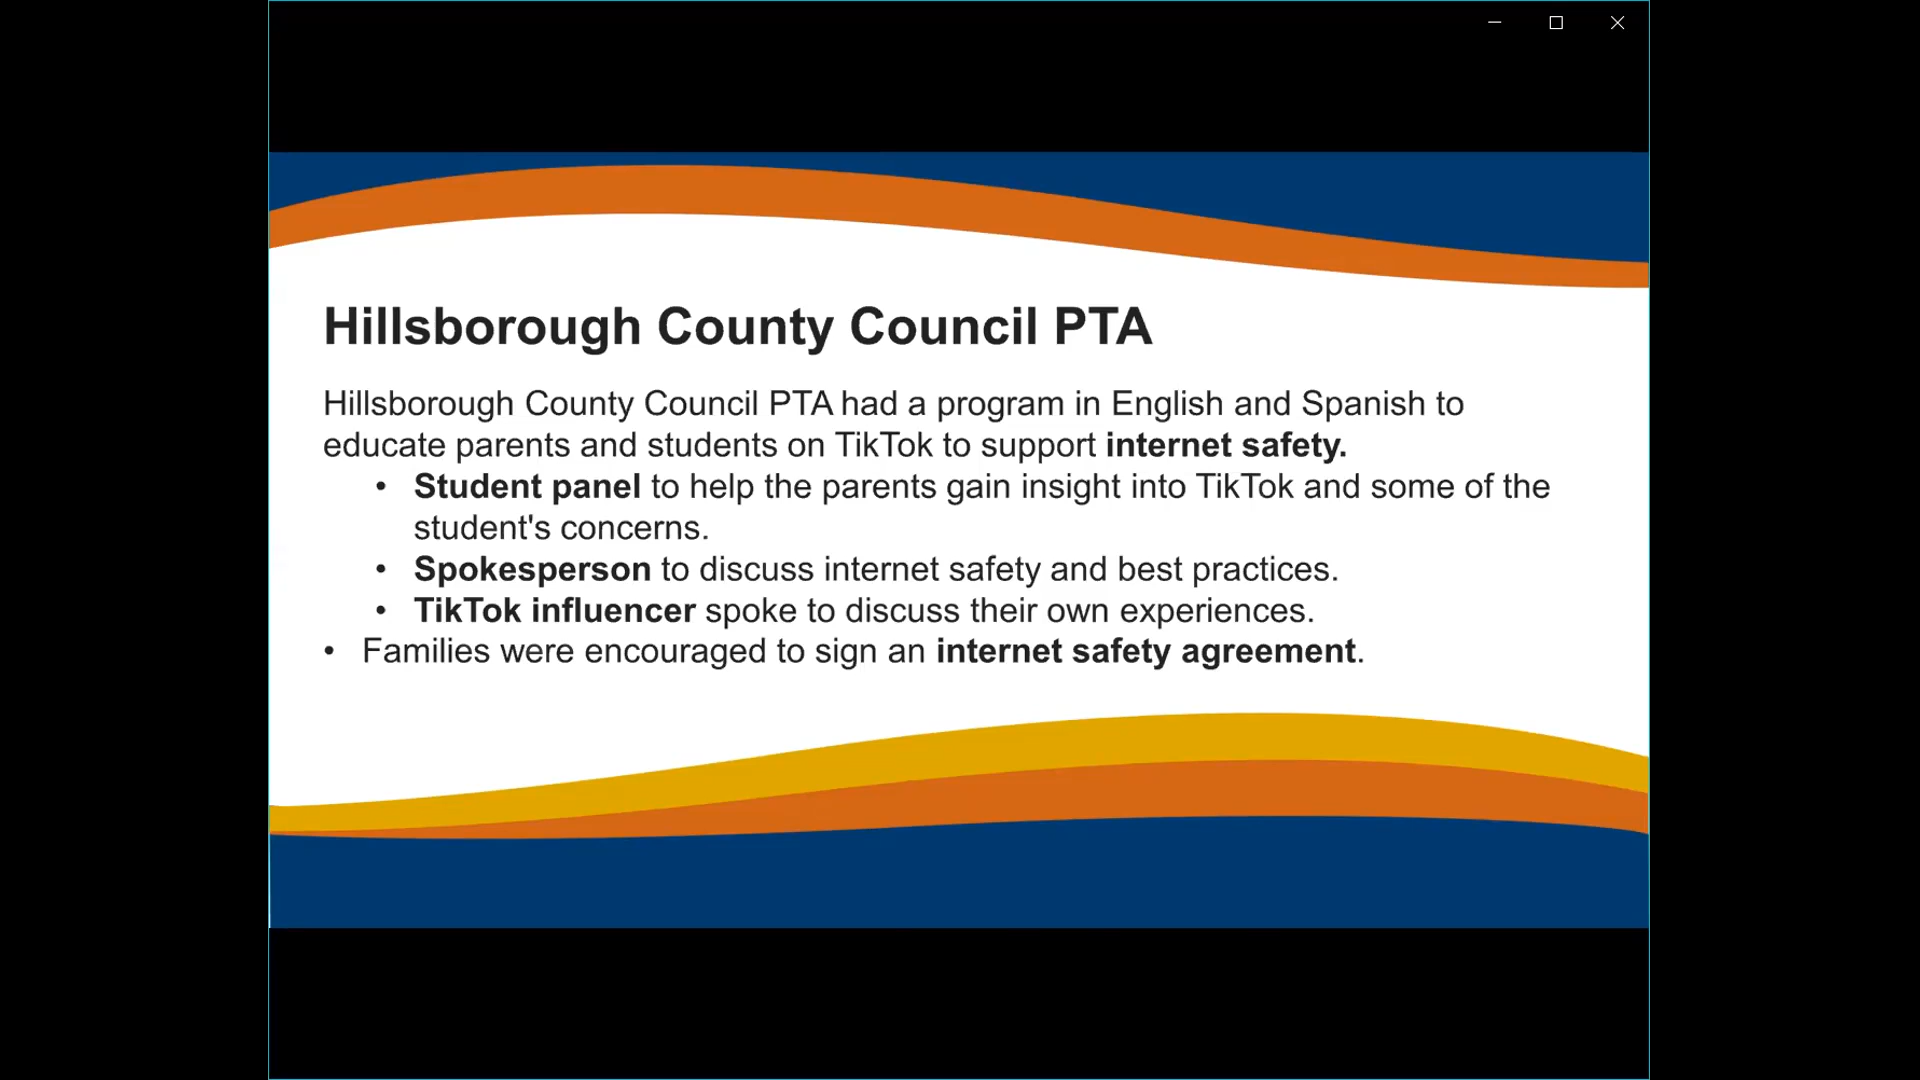 Hillsborough County Council PTA
Hillsborough County Council PTA had a program in English and Spanish to
educate parents and students on TikTok to support internet safety.
• Student panel to help the parents gain insight into TikTok and some of the
student's concerns.
• Spokesperson to discuss internet safety and best practices.
• TikTok influencer spoke to discuss their own experiences.
• Families were encouraged to sign an internet safety agreement.